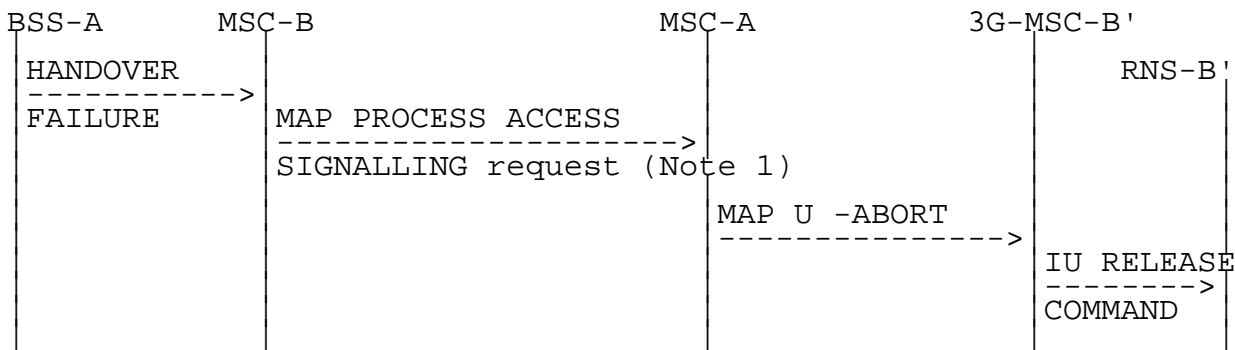 BSS-A MSC-B MSC-A 3G-MSC-B'
HANDOVER RNS-B'
----------->
FAILURE MAP PROCESS ACCESS
-------------------->
SIGNALLING request (Note 1)
MAP U -ABORT
--------------->
IU RELEASE
-------->
COMMAND